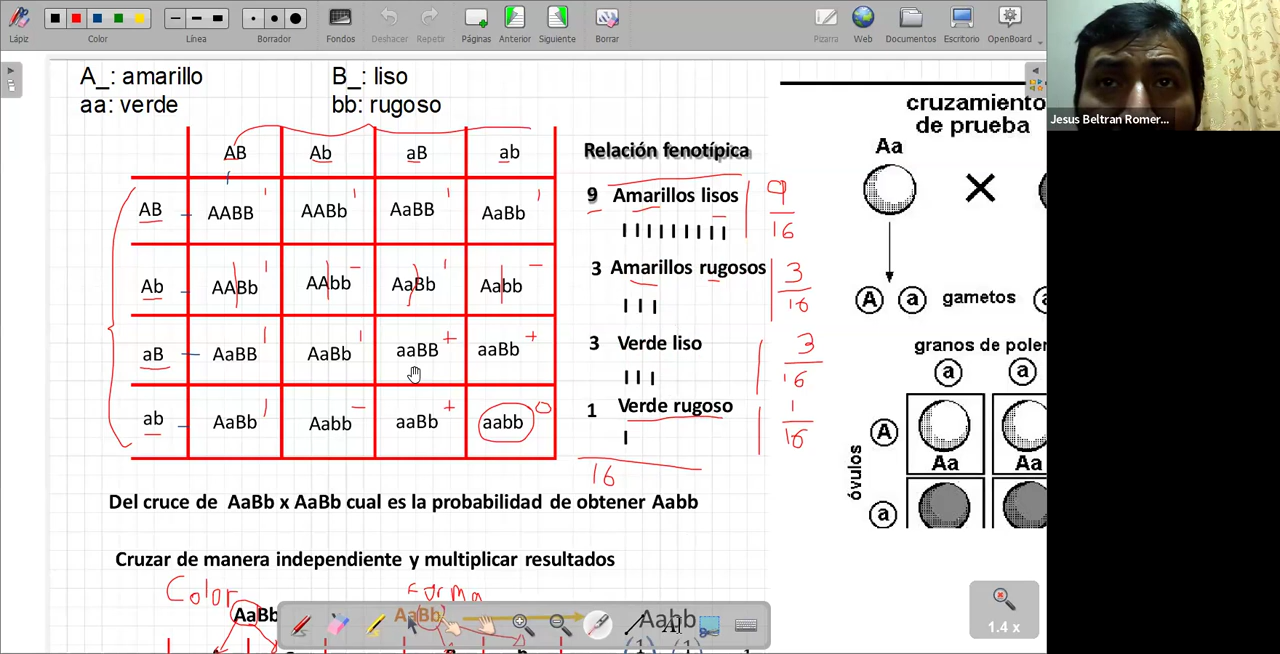 Lápiz
Color
Línea
Borrador
Fondos
Deshacer
Repetir
Páginas
Anterior
Siguiente
Borrar
Pizarra
Web
Documentos
Escritorio
OpenBoard
Jesus Beltran Romer...
A_: amarillo
B_: liso
aa: verde
bb: rugoso
AB Ab aB ab
AB AABB AABb AaBB AaBb
Ab AABb AAbb AaBb Aabb
aB AaBB AaBb aaBB aaBb
ab AaBb Aabb aaBb aabb
Relación fenotípica
9 Amarillos lisos
9/16
3 Amarillos rugosos
3/16
3 Verde liso
3/16
1 Verde rugoso
1/16
16
Del cruce de AaBb x AaBb cual es la probabilidad de obtener Aabb
Cruzar de manera independiente y multiplicar resultados
Color
Forma
AaBb
AaBb
Aabb
cruzamiento
de prueba
Aa
A a gametos a
granos de polen
a a
óvulos
A Aa Aa
a
1.4 x